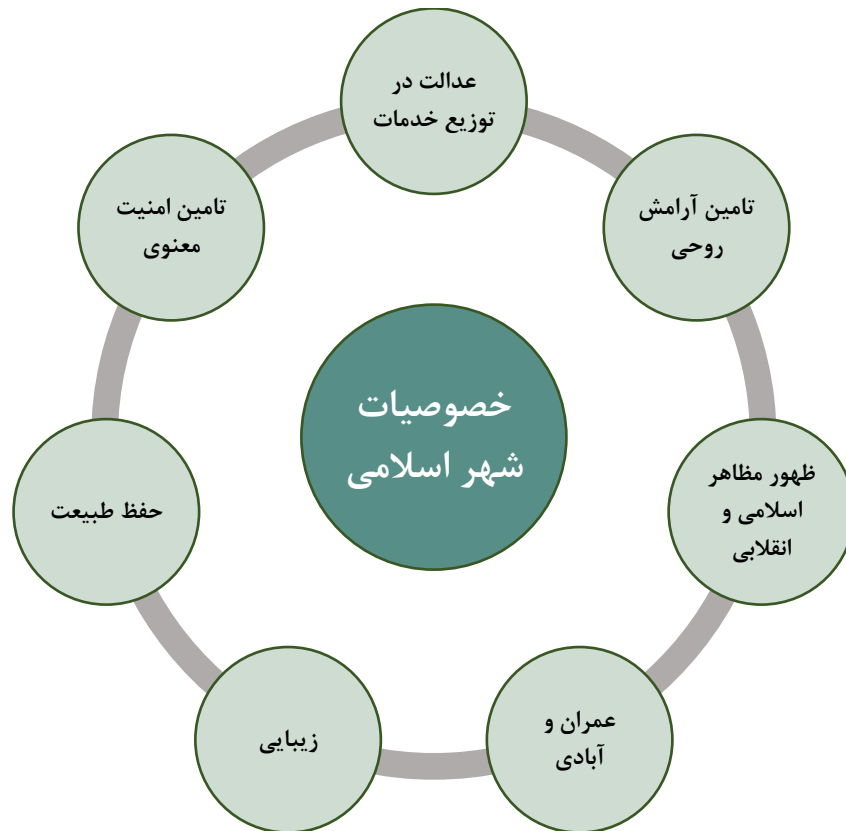 عدالت در
توزیع خدمات
تامین آرامش
روحی
ظهور مظاهر
اسلامی و
انقلابی
عمران و
آبادی
زیبایی
حفظ طبیعت
تامین امنیت
معنوی
خصوصیات
شهر اسلامی